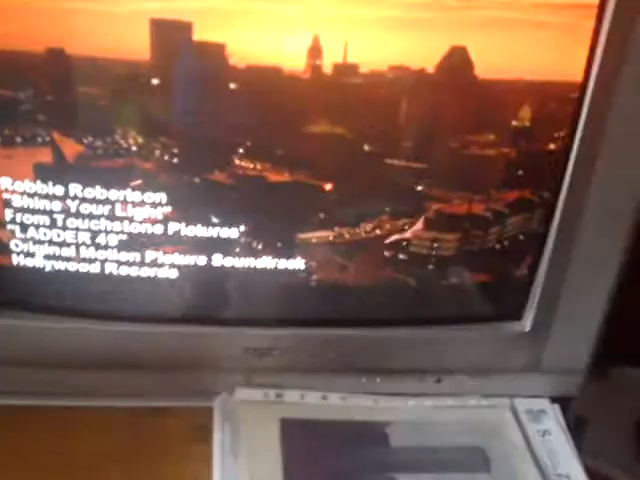 Robbie Robertson
"Shine Your Light"
From Touchstone Pictures'
"LADDER 49"
Original Motion Picture Soundtrack
Hollywood Records